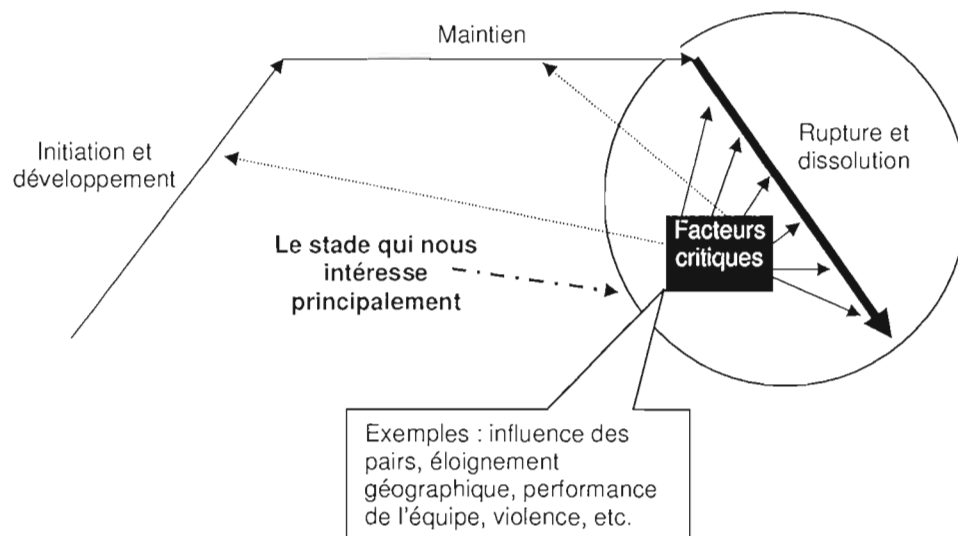 Maintien
Initiation et
développement
Rupture et
dissolution
Facteurs
critiques
Le stade qui nous
intéresse
principalement
Exemples : influence des
pairs, éloignement
géographique, performance
de l'équipe, violence, etc.